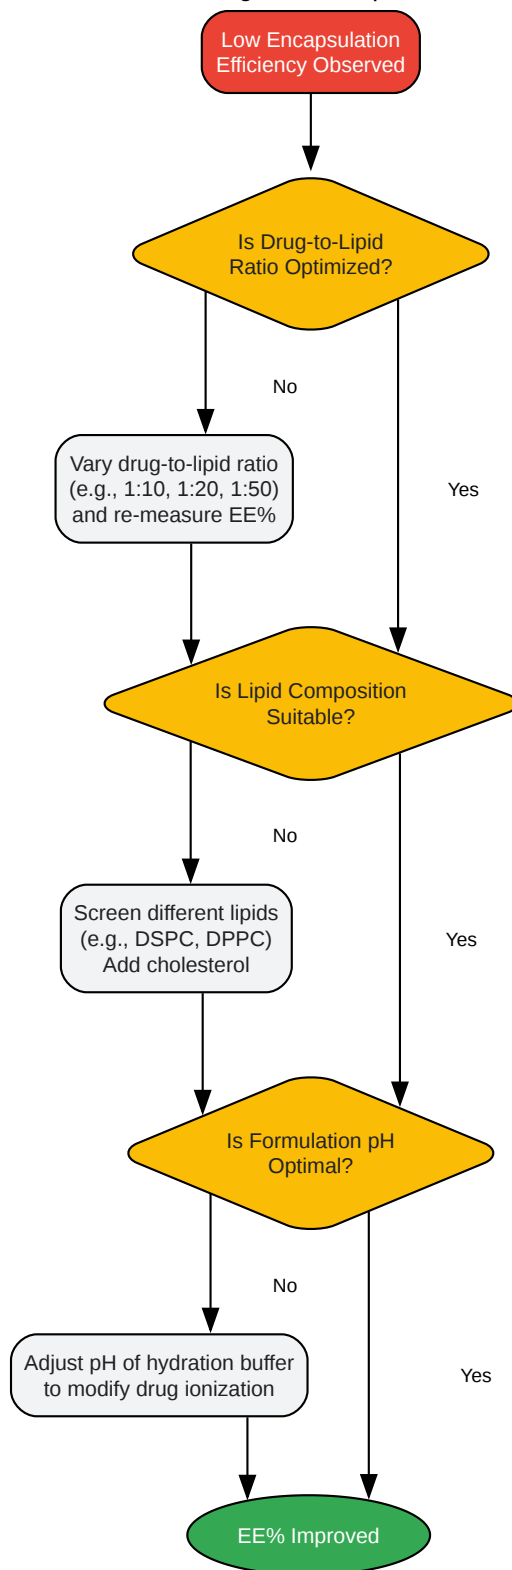 Low Encapsulation
Efficiency Observed
Is Drug-to-Lipid
Ratio Optimized?
No
Vary drug-to-lipid ratio
(e.g., 1:10, 1:20, 1:50)
and re-measure EE%
Yes
Is Lipid Composition
Suitable?
No
Screen different lipids
(e.g., DSPC, DPPC)
Add cholesterol
Yes
Is Formulation pH
Optimal?
No
Adjust pH of hydration buffer
to modify drug ionization
Yes
EE% Improved